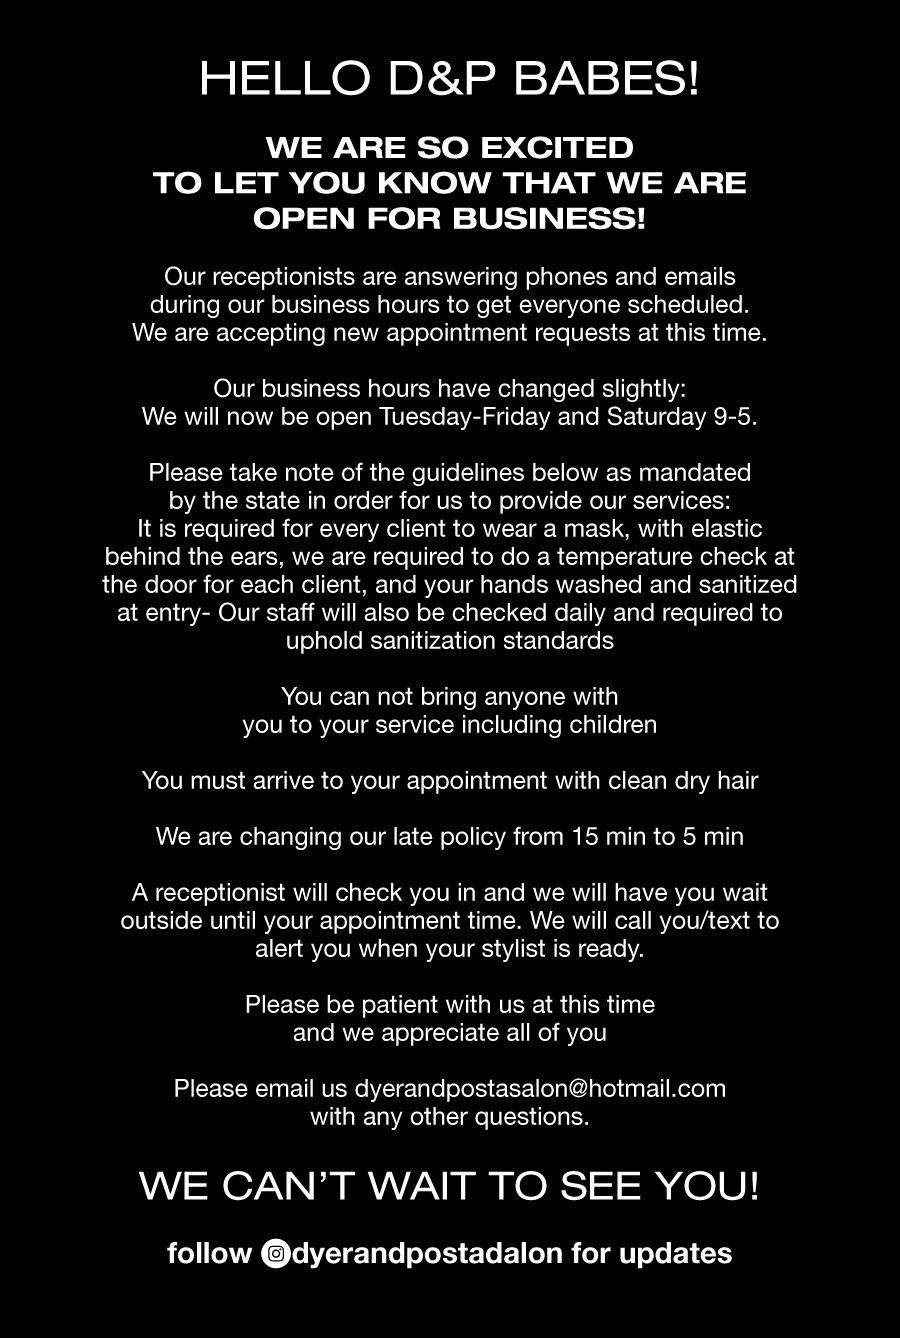 HELLO D&P BABES!
WE ARE SO EXCITED
TO LET YOU KNOW THAT WE ARE
OPEN FOR BUSINESS!
Our receptionists are answering phones and emails
during our business hours to get everyone scheduled.
We are accepting new appointment requests at this time.
Our business hours have changed slightly:
We will now be open Tuesday-Friday and Saturday 9-5.
Please take note of the guidelines below as mandated
by the state in order for us to provide our services:
It is required for every client to wear a mask, with elastic
behind the ears, we are required to do a temperature check at
the door for each client, and your hands washed and sanitized
at entry- Our staff will also be checked daily and required to
uphold sanitization standards
You can not bring anyone with
you to your service including children
You must arrive to your appointment with clean dry hair
We are changing our late policy from 15 min to 5 min
A receptionist will check you in and we will have you wait
outside until your appointment time. We will call you/text to
alert you when your stylist is ready.
Please be patient with us at this time
and we appreciate all of you
Please email us dyerandpostasalon@hotmail.com
with any other questions.
WE CAN'T WAIT TO SEE YOU!
follow dyerandpostadalon for updates